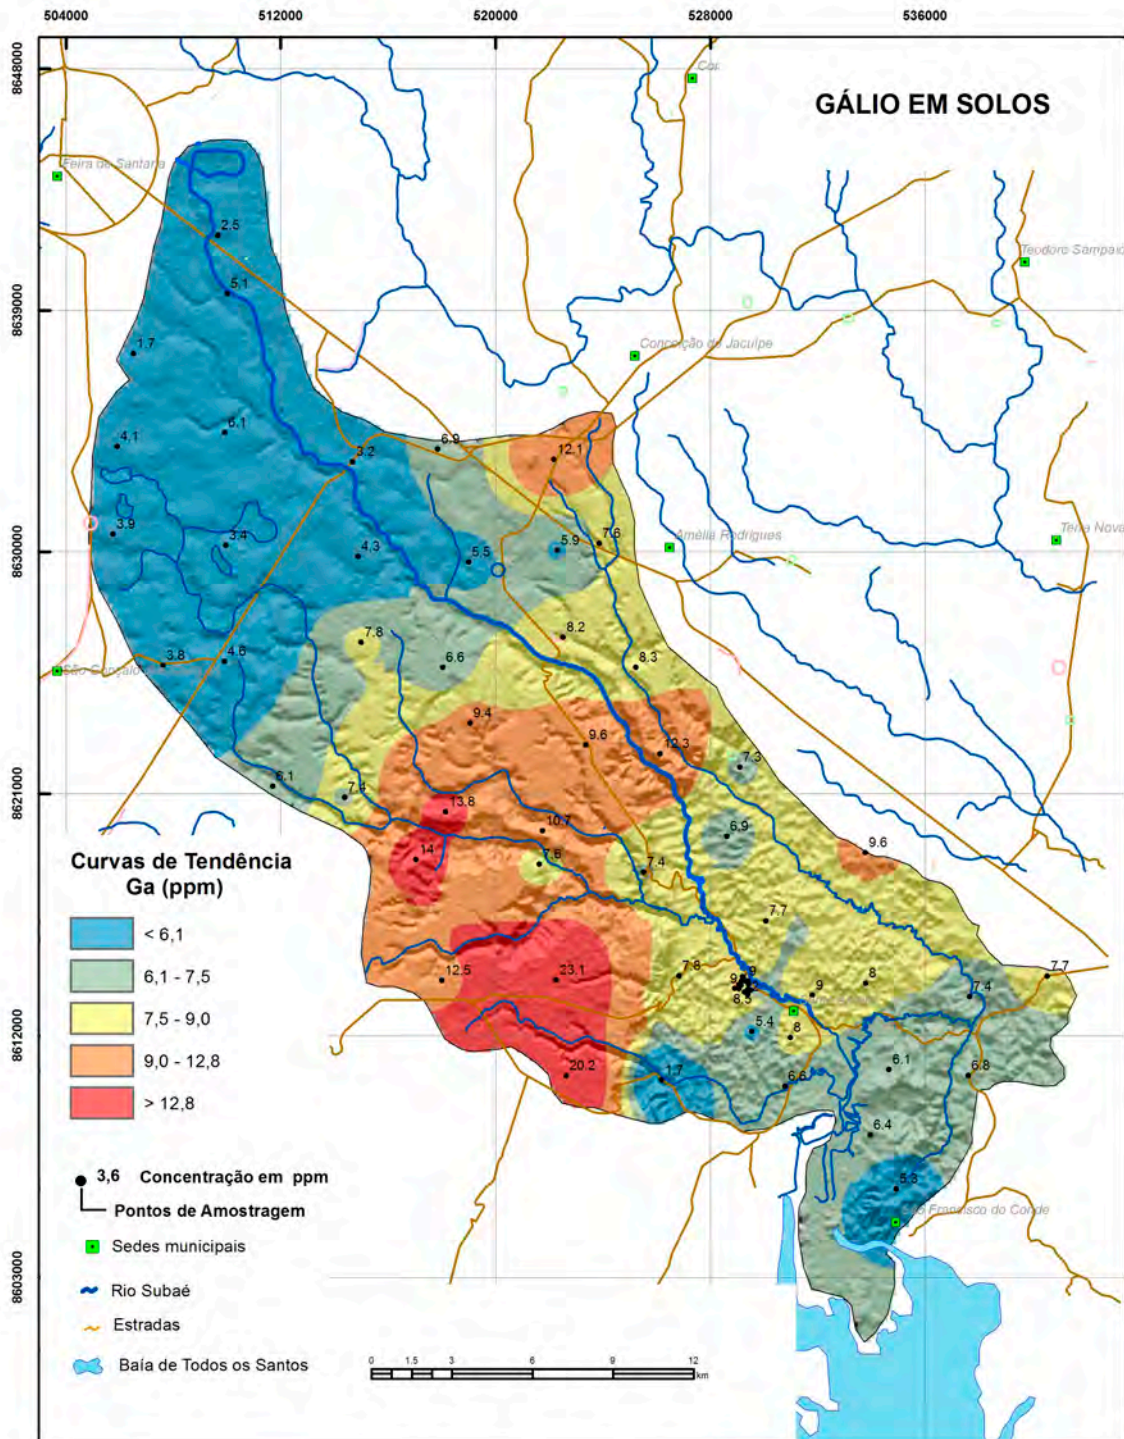 504000 512000 520000 528000 536000
8648000
GÁLIO EM SOLOS
Feira de Santana
2.5
Teodoro Sampaio
5.1
8639000
1.7
Conceição do Jacuípe
6.1
4.1
6.9
3.2
12.1
3.9
3.4
7.6
Amélia Rodrigues
Terra Nova
8630000
4.3
5.5
5.9
8.2
7.8
4.6
3.8
São Gonçalo
6.6
8.3
9.4
9.6
12.3
7.3
6.1
7.4
8621000
13.8
10.7
6.9
14
7.6
7.4
9.6
Curvas de Tendência
Ga (ppm)
< 6,1
6,1 - 7,5
7,5 - 9,0
9,0 - 12,8
> 12,8
7.7
12.5
23.1
7.8
9
9
8.5
9
8
7.4
7.7
8612000
5.4
8
20.2
1.7
6.6
6.1
6.8
6.4
5.3
São Francisco do Conde
3,6 Concentração em ppm
Pontos de Amostragem
Sedes municipais
8603000
Rio Subaé
Estradas
Baía de Todos os Santos
0 1.5 3 6 9 12
km